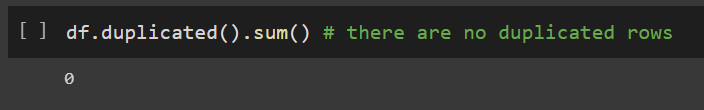 [ ] df.duplicated().sum() # there are no duplicated rows
0